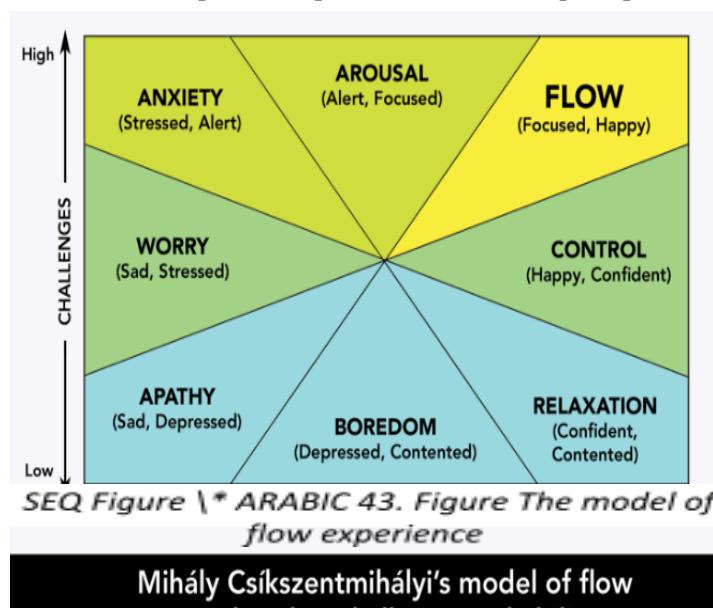 High
ANXIETY
(Stressed, Alert)
AROUSAL
(Alert, Focused)
FLOW
(Focused, Happy)
CHALLENGES
WORRY
(Sad, Stressed)
CONTROL
(Happy, Confident)
APATHY
(Sad, Depressed)
BOREDOM
(Depressed, Contented)
RELAXATION
(Confident,
Contented)
Low
SEQ Figure \* ARABIC 43. Figure The model of
flow experience
Mihály Csíkszentmihályi’s model of flow